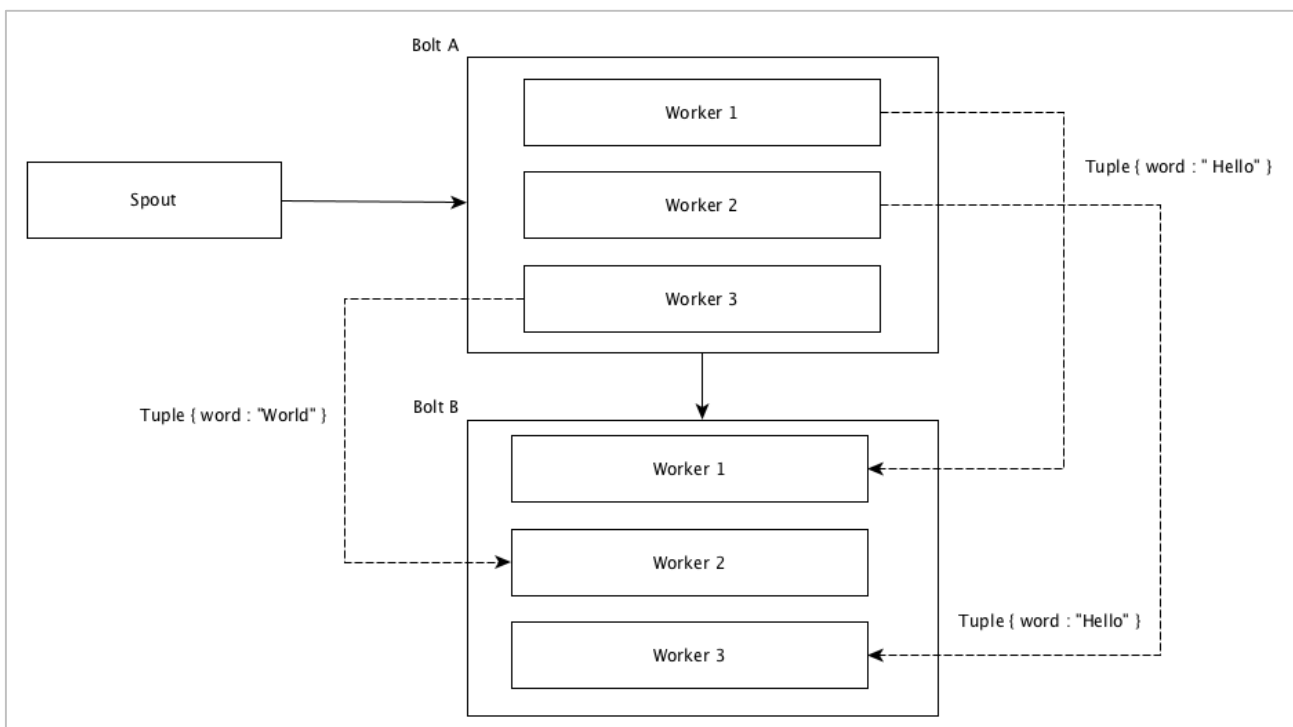 Bolt A
Worker 1
Tuple { word : " Hello" }
Spout
Worker 2
Worker 3
Bolt B
Tuple { word : "World" }
Worker 1
Worker 2
Tuple { word : "Hello" }
Worker 3